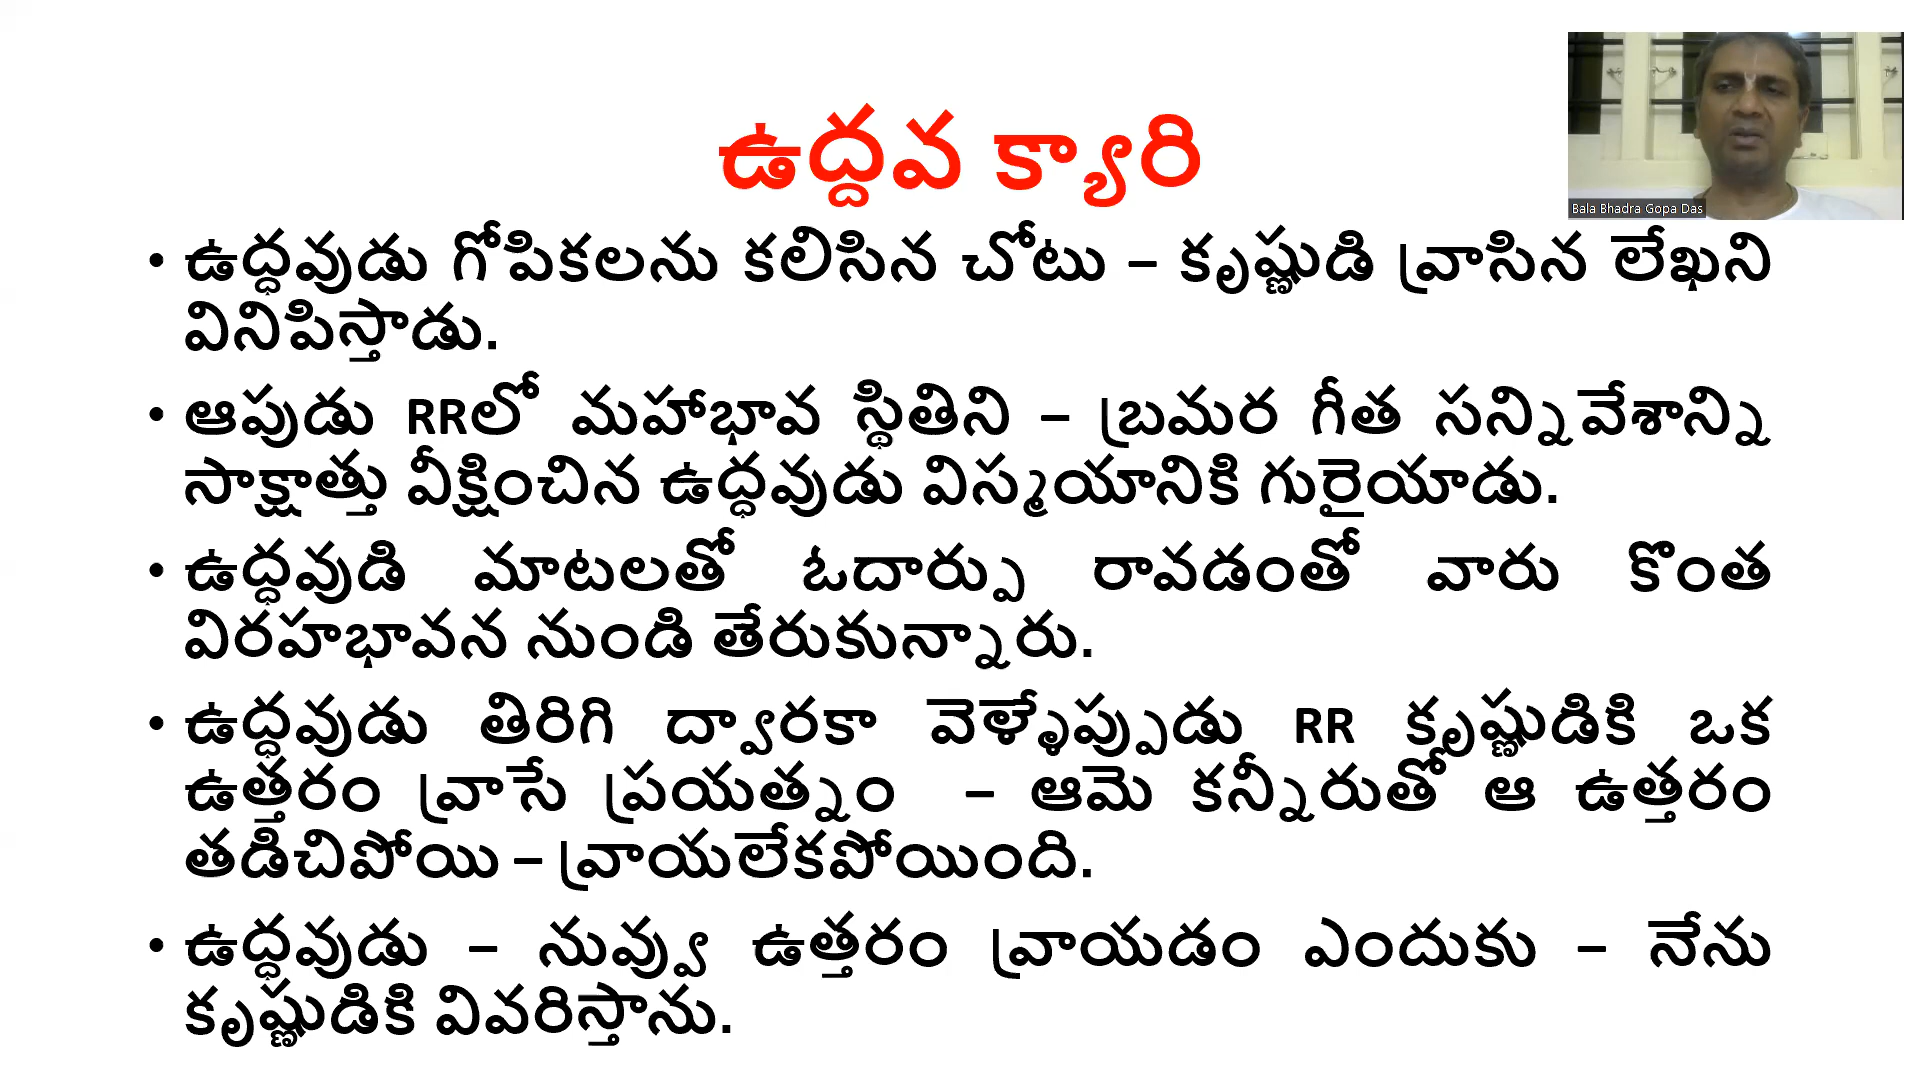 ఉద్దవ క్యారి
Bala Bhadra Gopa Das
• ఉద్ధవుడు గోపికలను కలిసిన చోటు – కృష్ణుడి వ్రాసిన లేఖని
వినిపిస్తాడు.
• ఆపుడు RRలో మహాభావ స్థితిని – బ్రమర గీత సన్నివేశాన్ని
సాక్షాత్తు వీక్షించిన ఉద్ధవుడు విస్మయానికి గురైయాడు.
• ఉద్ధవుడి మాటలతో ఓదార్పు రావడంతో వారు కొంత
విరహభావన నుండి తేరుకున్నారు.
• ఉద్ధవుడు తిరిగి ద్వారకా వెళ్ళేప్పుడు RR కృష్ణుడికి ఒక
ఉత్తరం వ్రాసే ప్రయత్నం – ఆమె కన్నీరుతో ఆ ఉత్తరం
తడిచిపోయి – వ్రాయలేకపోయింది.
• ఉద్ధవుడు – నువ్వు ఉత్తరం వ్రాయడం ఎందుకు – నేను
కృష్ణుడికి వివరిస్తాను.